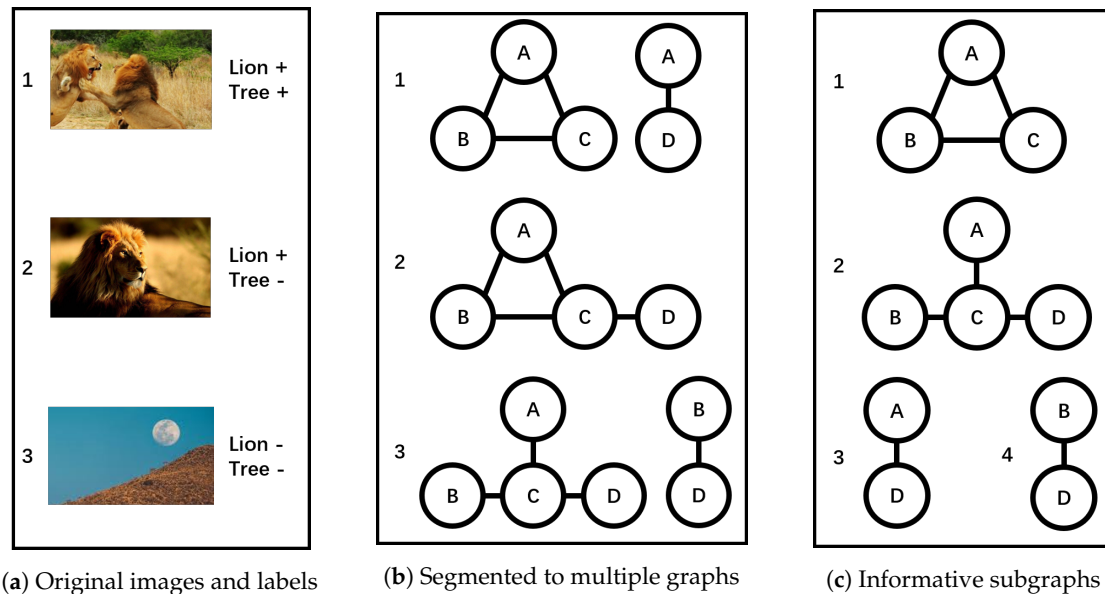 1
Lion +
Tree +
2
Lion +
Tree -
3
Lion -
Tree -
(a) Original images and labels
1
A
B
C
A
D
2
A
B
C
D
3
A
B
C
D
B
D
(b) Segmented to multiple graphs
1
A
B
C
2
A
B
C
D
3
A
D
4
B
D
(c) Informative subgraphs